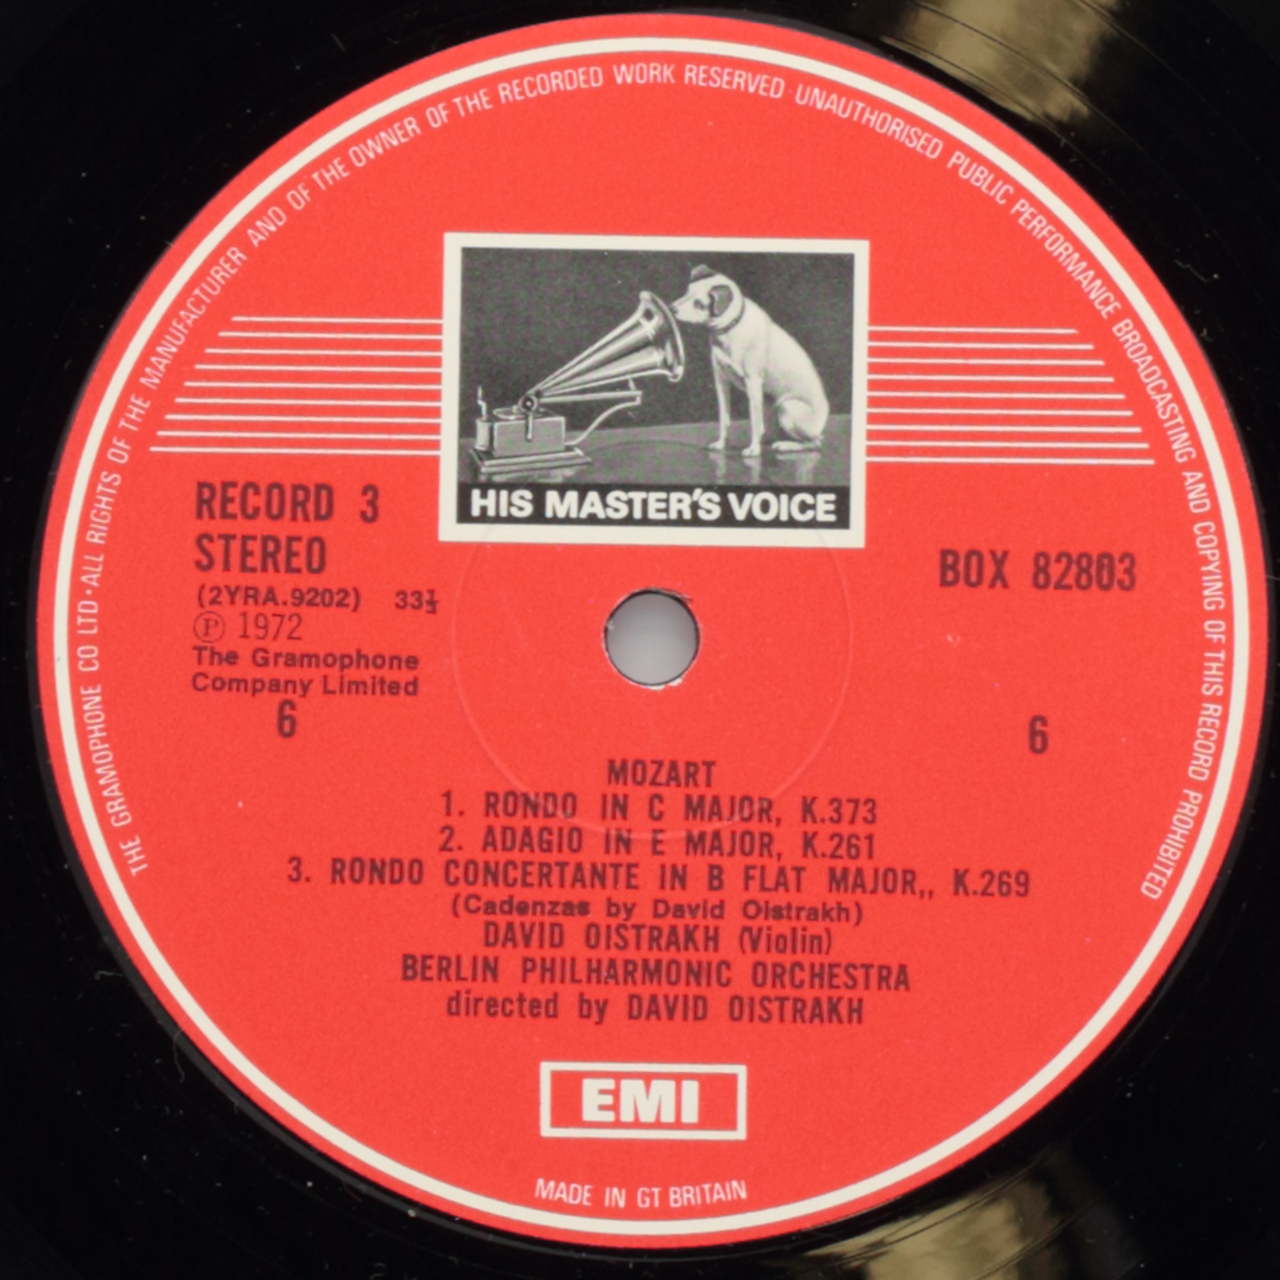 THE GRAMOPHONE CO LTD · ALL RIGHTS OF THE MANUFACTURER AND OF THE OWNER OF THE RECORDED WORK RESERVED · UNAUTHORISED PUBLIC PERFORMANCE BROADCASTING AND COPYING OF THIS RECORD PROHIBITED
HIS MASTER'S VOICE
RECORD 3
STEREO
(2YRA.9202) 33⅓
℗ 1972
The Gramophone
Company Limited
6
BOX 82803
6
MOZART
1. RONDO IN C MAJOR, K.373
2. ADAGIO IN E MAJOR, K.261
3. RONDO CONCERTANTE IN B FLAT MAJOR,, K.269
(Cadenzas by David Oistrakh)
DAVID OISTRAKH (Violin)
BERLIN PHILHARMONIC ORCHESTRA
directed by DAVID OISTRAKH
EMI
MADE IN GT BRITAIN